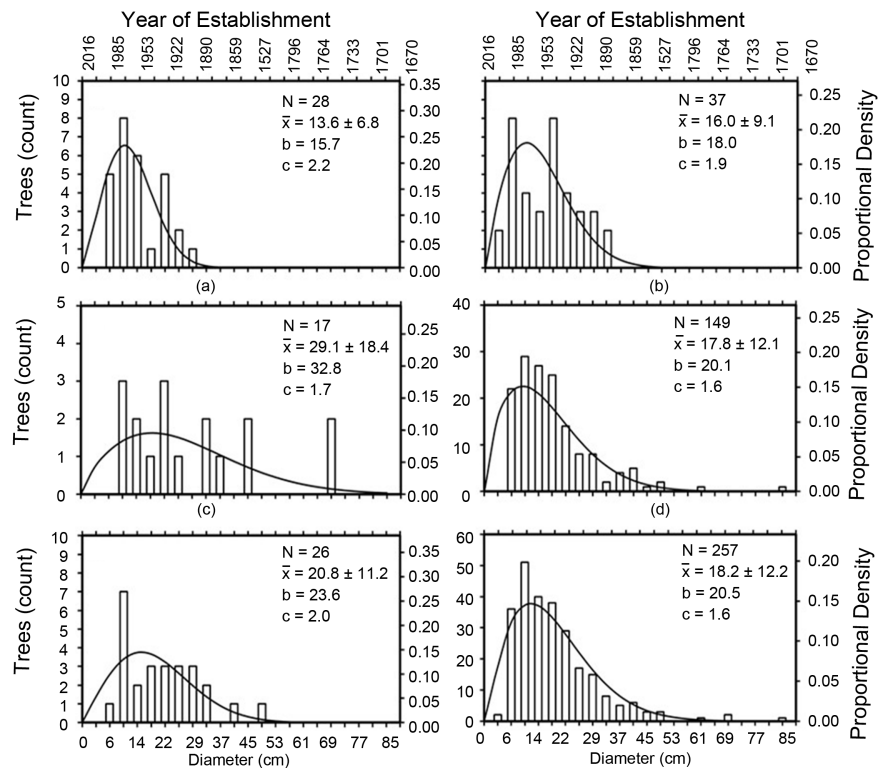 Year of Establishment
Year of Establishment
2016 1985 1953 1922 1890 1859 1527 1796 1764 1733 1701 1670
2016 1985 1953 1922 1890 1859 1527 1796 1764 1733 1701 1670
Trees (count)
10
9
8
7
6
5
4
3
2
1
0
N = 28
x̄ = 13.6 ± 6.8
b = 15.7
c = 2.2
0.35
0.30
0.25
0.20
0.15
0.10
0.05
0.00
(a)
N = 37
x̄ = 16.0 ± 9.1
b = 18.0
c = 1.9
0.25
0.20
0.15
0.10
0.05
0.00
Proportional Density
(b)
Trees (count)
5
4
3
2
1
0
N = 17
x̄ = 29.1 ± 18.4
b = 32.8
c = 1.7
0.25
0.20
0.15
0.10
0.05
0.00
(c)
40
30
20
10
0
N = 149
x̄ = 17.8 ± 12.1
b = 20.1
c = 1.6
0.25
0.20
0.15
0.10
0.05
0.00
Proportional Density
(d)
Trees (count)
10
9
8
7
6
5
4
3
2
1
0
N = 26
x̄ = 20.8 ± 11.2
b = 23.6
c = 2.0
0.35
0.30
0.25
0.20
0.15
0.10
0.05
0.00
0 6 14 22 29 37 45 53 61 69 77 85
Diameter (cm)
60
50
40
30
20
10
0
N = 257
x̄ = 18.2 ± 12.2
b = 20.5
c = 1.6
0.20
0.15
0.10
0.05
0.00
Proportional Density
0 6 14 22 29 37 45 53 61 69 77 85
Diameter (cm)